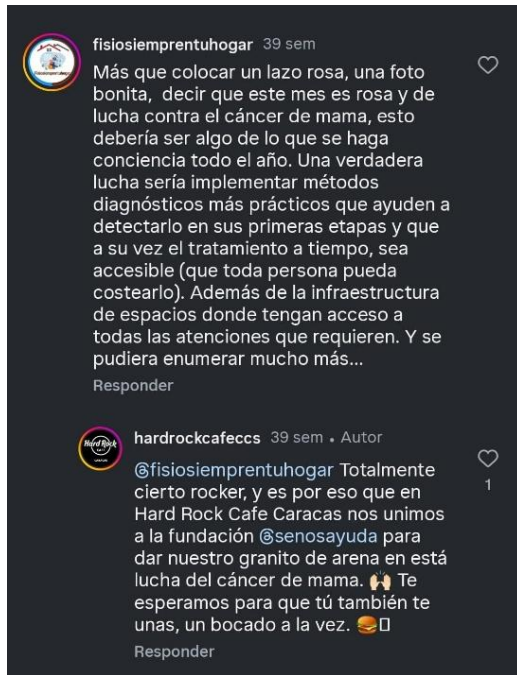 fisiosiemprentuhogar 39 sem
Más que colocar un lazo rosa, una foto
bonita, decir que este mes es rosa y de
lucha contra el cáncer de mama, esto
debería ser algo de lo que se haga
conciencia todo el año. Una verdadera
lucha sería implementar métodos
diagnósticos más prácticos que ayuden a
detectarlo en sus primeras etapas y que
a su vez el tratamiento a tiempo, sea
accesible (que toda persona pueda
costearlo). Además de la infraestructura
de espacios donde tengan acceso a
todas las atenciones que requieren. Y se
pudiera enumerar mucho más...
Responder
Hard Rock
hardrockcafeccs 39 sem • Autor
@fisiosiemprentuhogar Totalmente
cierto rocker, y es por eso que en
Hard Rock Cafe Caracas nos unimos
a la fundación @senosayuda para
dar nuestro granito de arena en está
lucha del cáncer de mama. 🙌🏻 Te
esperamos para que tú también te
unas, un bocado a la vez. 🍔
Responder
1